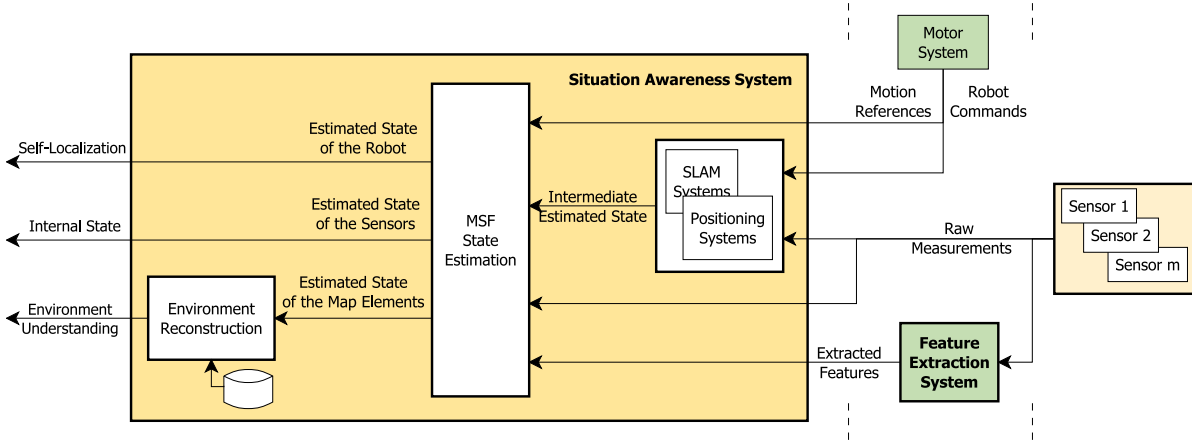 Motor
System
Situation Awareness System
Motion
References
Robot
Commands
Estimated State
of the Robot
Self-Localization
SLAM
Systems
Positioning
Systems
Intermediate
Estimated State
Sensor 1
Sensor 2
Sensor m
Estimated State
of the Sensors
Internal State
MSF
State
Estimation
Raw
Measurements
Estimated State
of the Map Elements
Environment
Reconstruction
Environment
Understanding
Extracted
Features
Feature
Extraction
System